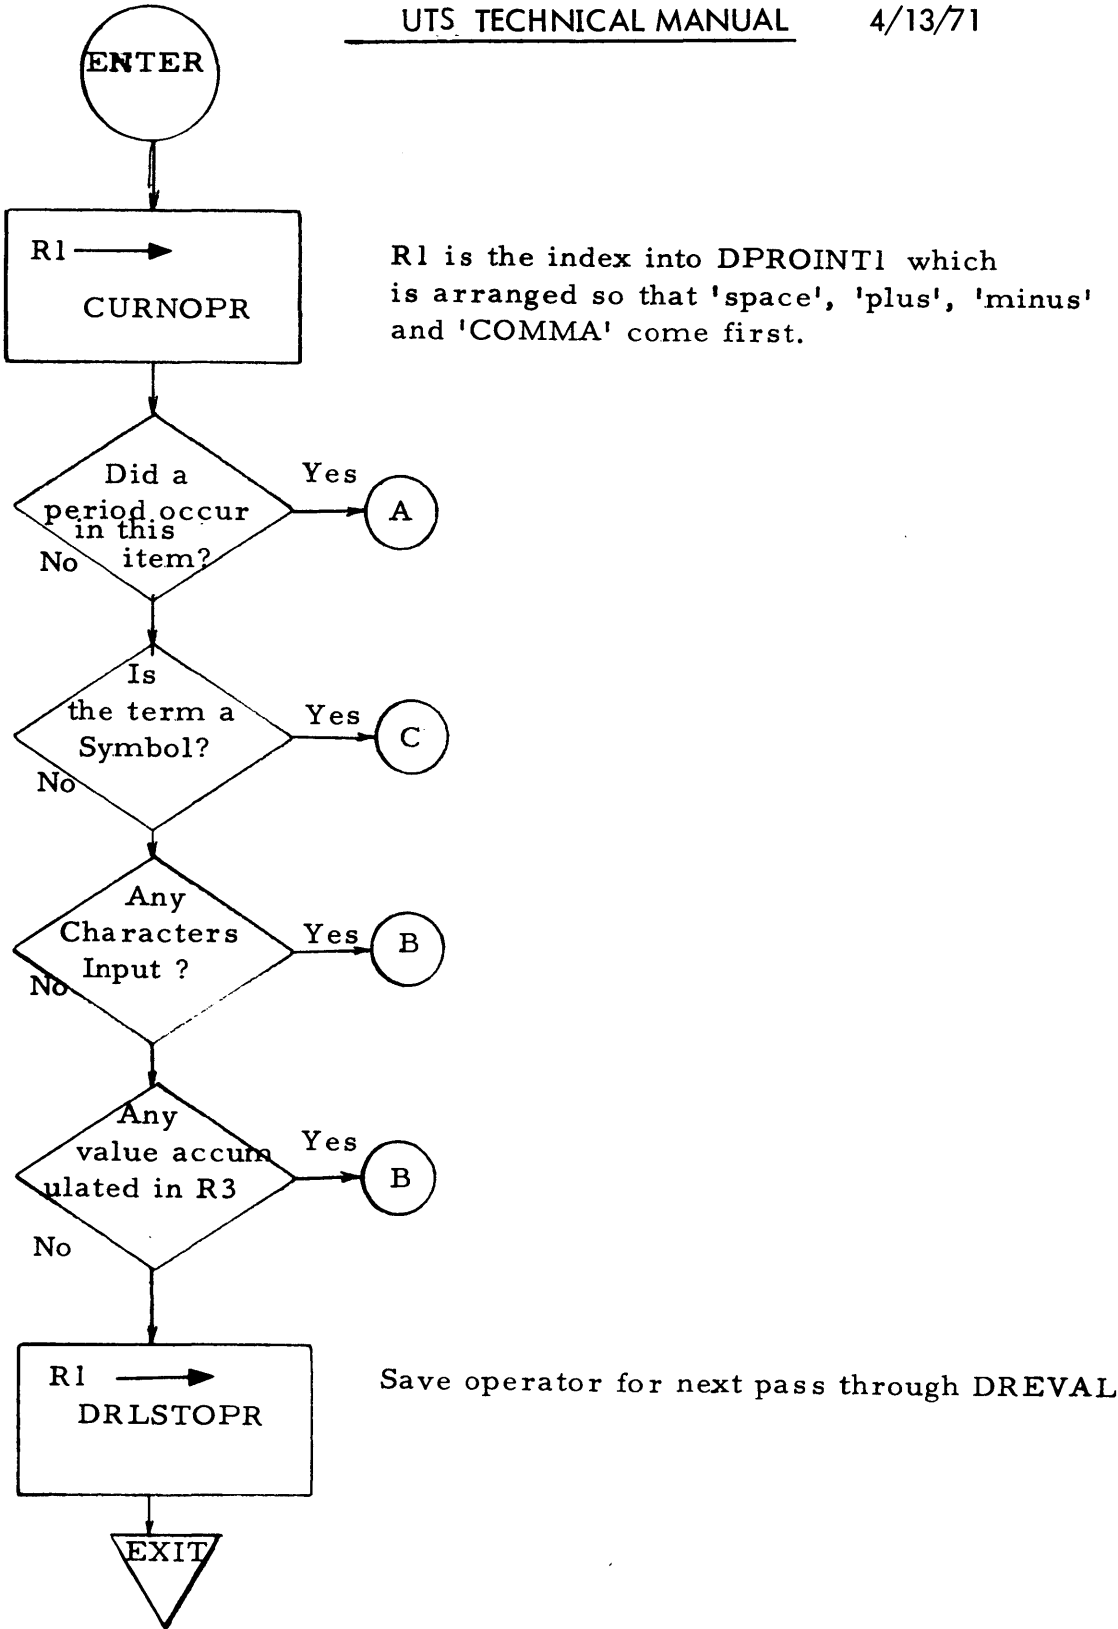 UTS TECHNICAL MANUAL 4/13/71
ENTER
R1
CURNOPR
R1 is the index into DPROINT1 which
is arranged so that 'space', 'plus', 'minus'
and 'COMMA' come first.
Did a
period occur
in this
item?
Yes
A
No
Is
the term a
Symbol?
Yes
C
No
Any
Characters
Input ?
Yes
B
No
Any
value accum
ulated in R3
Yes
B
No
R1
DRLSTOPR
Save operator for next pass through DREVAL
EXIT